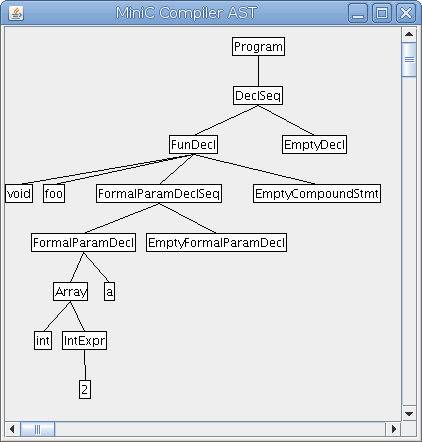 MiniC Compiler AST
Program
DeclSeq
FunDecl EmptyDecl
void foo FormalParamDeclSeq EmptyCompoundStmt
FormalParamDecl EmptyFormalParamDecl
Array a
int IntExpr
2